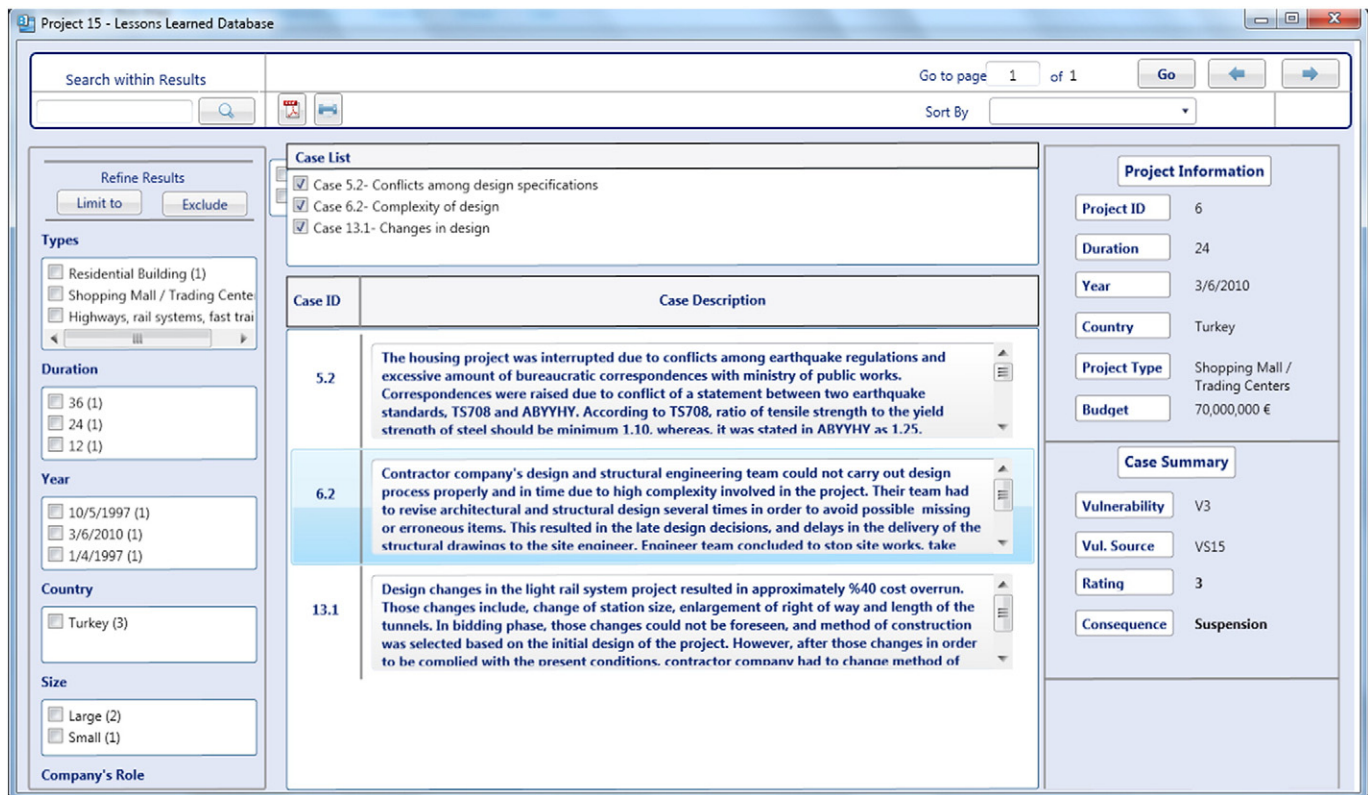 Project 15 - Lessons Learned Database
Search within Results
Go to page 1 of 1 Go
Sort By
Refine Results
Limit to Exclude
Types
Residential Building (1)
Shopping Mall / Trading Cente
Highways, rail systems, fast trai
Duration
36 (1)
24 (1)
12 (1)
Year
10/5/1997 (1)
3/6/2010 (1)
1/4/1997 (1)
Country
Turkey (3)
Size
Large (2)
Small (1)
Company's Role
Case List
Case 5.2- Conflicts among design specifications
Case 6.2- Complexity of design
Case 13.1- Changes in design
Case ID Case Description
5.2
The housing project was interrupted due to conflicts among earthquake regulations and
excessive amount of bureaucratic correspondences with ministry of public works.
Correspondences were raised due to conflict of a statement between two earthquake
standards, TS708 and ABYYHY. According to TS708, ratio of tensile strength to the yield
strength of steel should be minimum 1.10, whereas, it was stated in ABYYHY as 1.25.
6.2
Contractor company's design and structural engineering team could not carry out design
process properly and in time due to high complexity involved in the project. Their team had
to revise architectural and structural design several times in order to avoid possible missing
or erroneous items. This resulted in the late design decisions, and delays in the delivery of the
structural drawings to the site engineer. Engineer team concluded to stop site works, take
13.1
Design changes in the light rail system project resulted in approximately %40 cost overrun.
Those changes include, change of station size, enlargement of right of way and length of the
tunnels. In bidding phase, those changes could not be foreseen, and method of construction
was selected based on the initial design of the project. However, after those changes in order
to be complied with the present conditions, contractor company had to change method of
Project Information
Project ID 6
Duration 24
Year 3/6/2010
Country Turkey
Project Type Shopping Mall /
Trading Centers
Budget 70,000,000 €
Case Summary
Vulnerability V3
Vul. Source VS15
Rating 3
Consequence Suspension